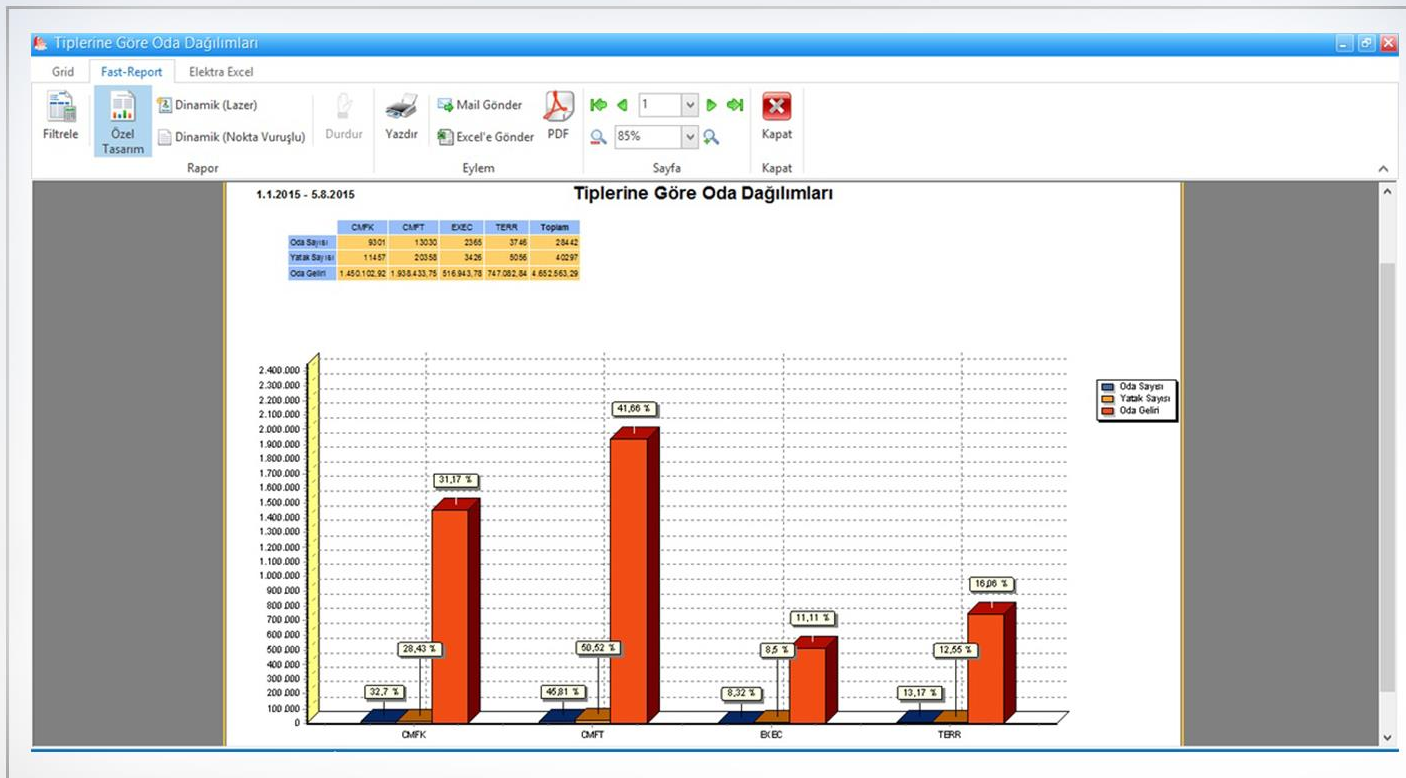 Tiplerine Göre Oda Dağılımları
Grid Fast-Report Elektra Excel
Filtrele
Özel Tasarım
Dinamik (Lazer)
Dinamik (Nokta Vuruşlu)
Durdur
Rapor
Yazdır
Mail Gönder
Excel'e Gönder
PDF
Eylem
1
85%
Sayfa
Kapat
Kapat
1.1.2015 - 5.8.2015 Tiplerine Göre Oda Dağılımları
CMFK CMFT EXEC TERR Toplam
Oda Sayısı 9301 13030 2365 3746 28442
Yatak Sayısı 11457 20358 3426 5056 40297
Oda Geliri 1.450.102,92 1.938.433,75 516.943,78 747.082,84 4.652.563,29
2.400.000
2.300.000
2.200.000
2.100.000
2.000.000
1.900.000
1.800.000
1.700.000
1.600.000
1.500.000
1.400.000
1.300.000
1.200.000
1.100.000
1.000.000
900.000
800.000
700.000
600.000
500.000
400.000
300.000
200.000
100.000
0
32,7 % 28,43 % 31,17 %
45,81 % 50,52 % 41,66 %
8,32 % 8,5 % 11,11 %
13,17 % 12,55 % 16,06 %
CMFK CMFT EXEC TERR
Oda Sayısı
Yatak Sayısı
Oda Geliri